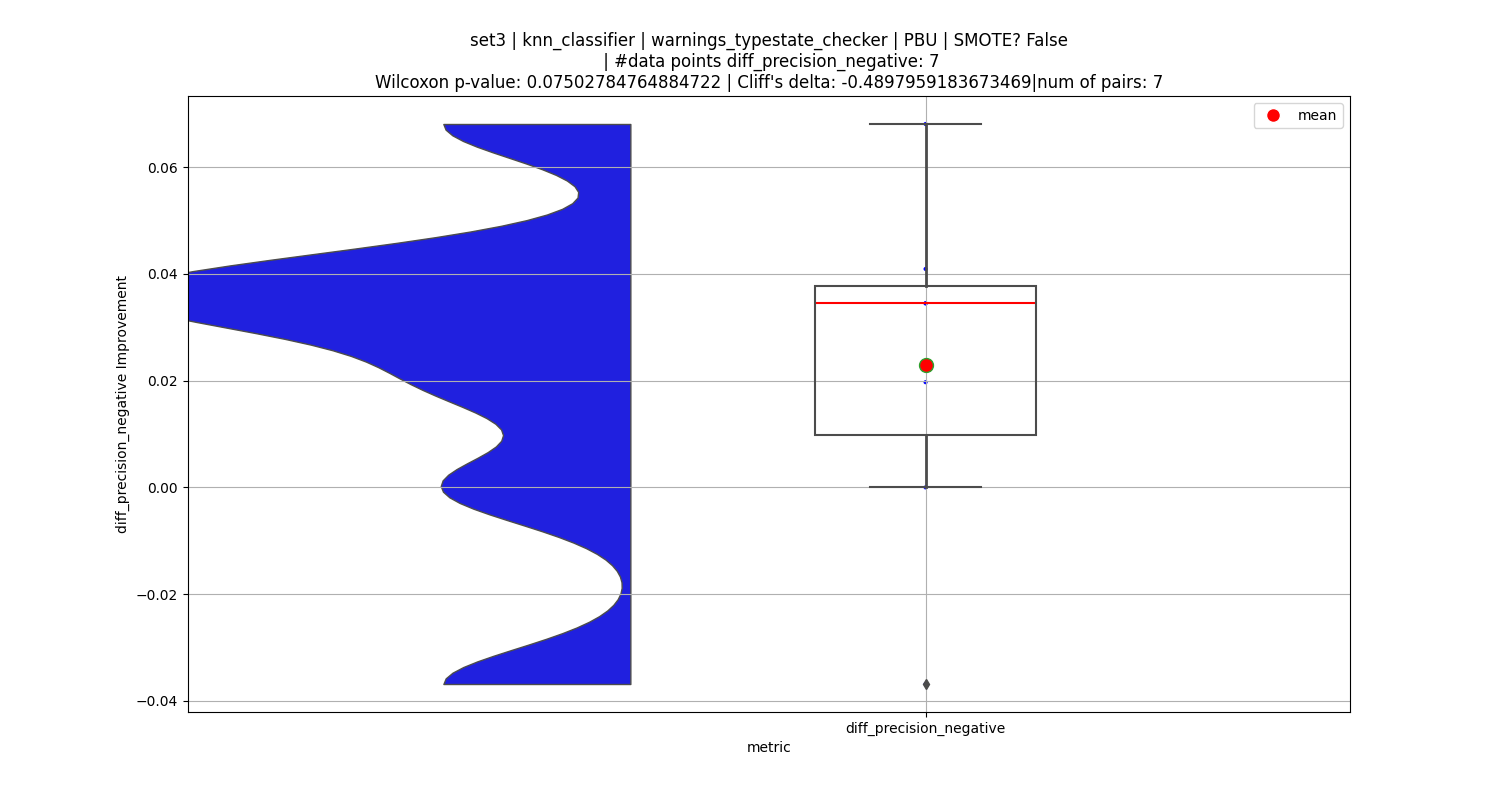 set3 | knn_classifier | warnings_typestate_checker | PBU | SMOTE? False
| #data points diff_precision_negative: 7
Wilcoxon p-value: 0.07502784764884722 | Cliff's delta: -0.4897959183673469|num of pairs: 7
mean
0.06
0.04
0.02
0.00
−0.02
−0.04
diff_precision_negative Improvement
diff_precision_negative
metric